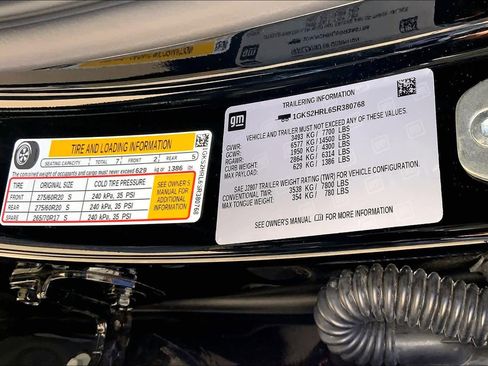 TIRE AND LOADING INFORMATION
SEATING CAPACITY TOTAL 7 FRONT 2 REAR 5
The combined weight of occupants and cargo must never exceed 629 kg or 1386 lbs
TIRE ORIGINAL SIZE COLD TIRE PRESSURE
FRONT 275/60R20 S 240 kPa, 35 PSI
REAR 275/60R20 S 240 kPa, 35 PSI
SPARE 265/70R17 S 240 kPa, 35 PSI
SEE OWNER'S
MANUAL FOR
ADDITIONAL
INFORMATION
1GKS2HRL6SR380768
gm
TRAILERING INFORMATION
1GKS2HRL6SR380768
VEHICLE AND TRAILER MUST NOT EXCEED ANY OF THESE VALUES.
GVWR: 3493 KG / 7700 LBS
GCWR: 6577 KG / 14500 LBS
RGAWR: 1950 KG / 4300 LBS
CURB WEIGHT: 2864 KG / 6314 LBS
MAX PAYLOAD: 629 KG / 1386 LBS
SAE J2807 TRAILER WEIGHT RATING (TWR) FOR
CONVENTIONAL TWR: 3538 KG / 7800 LBS
MAX TONGUE WEIGHT: 354 KG / 780 LBS
SEE OWNER'S MANUAL FOR MORE INFORMATION